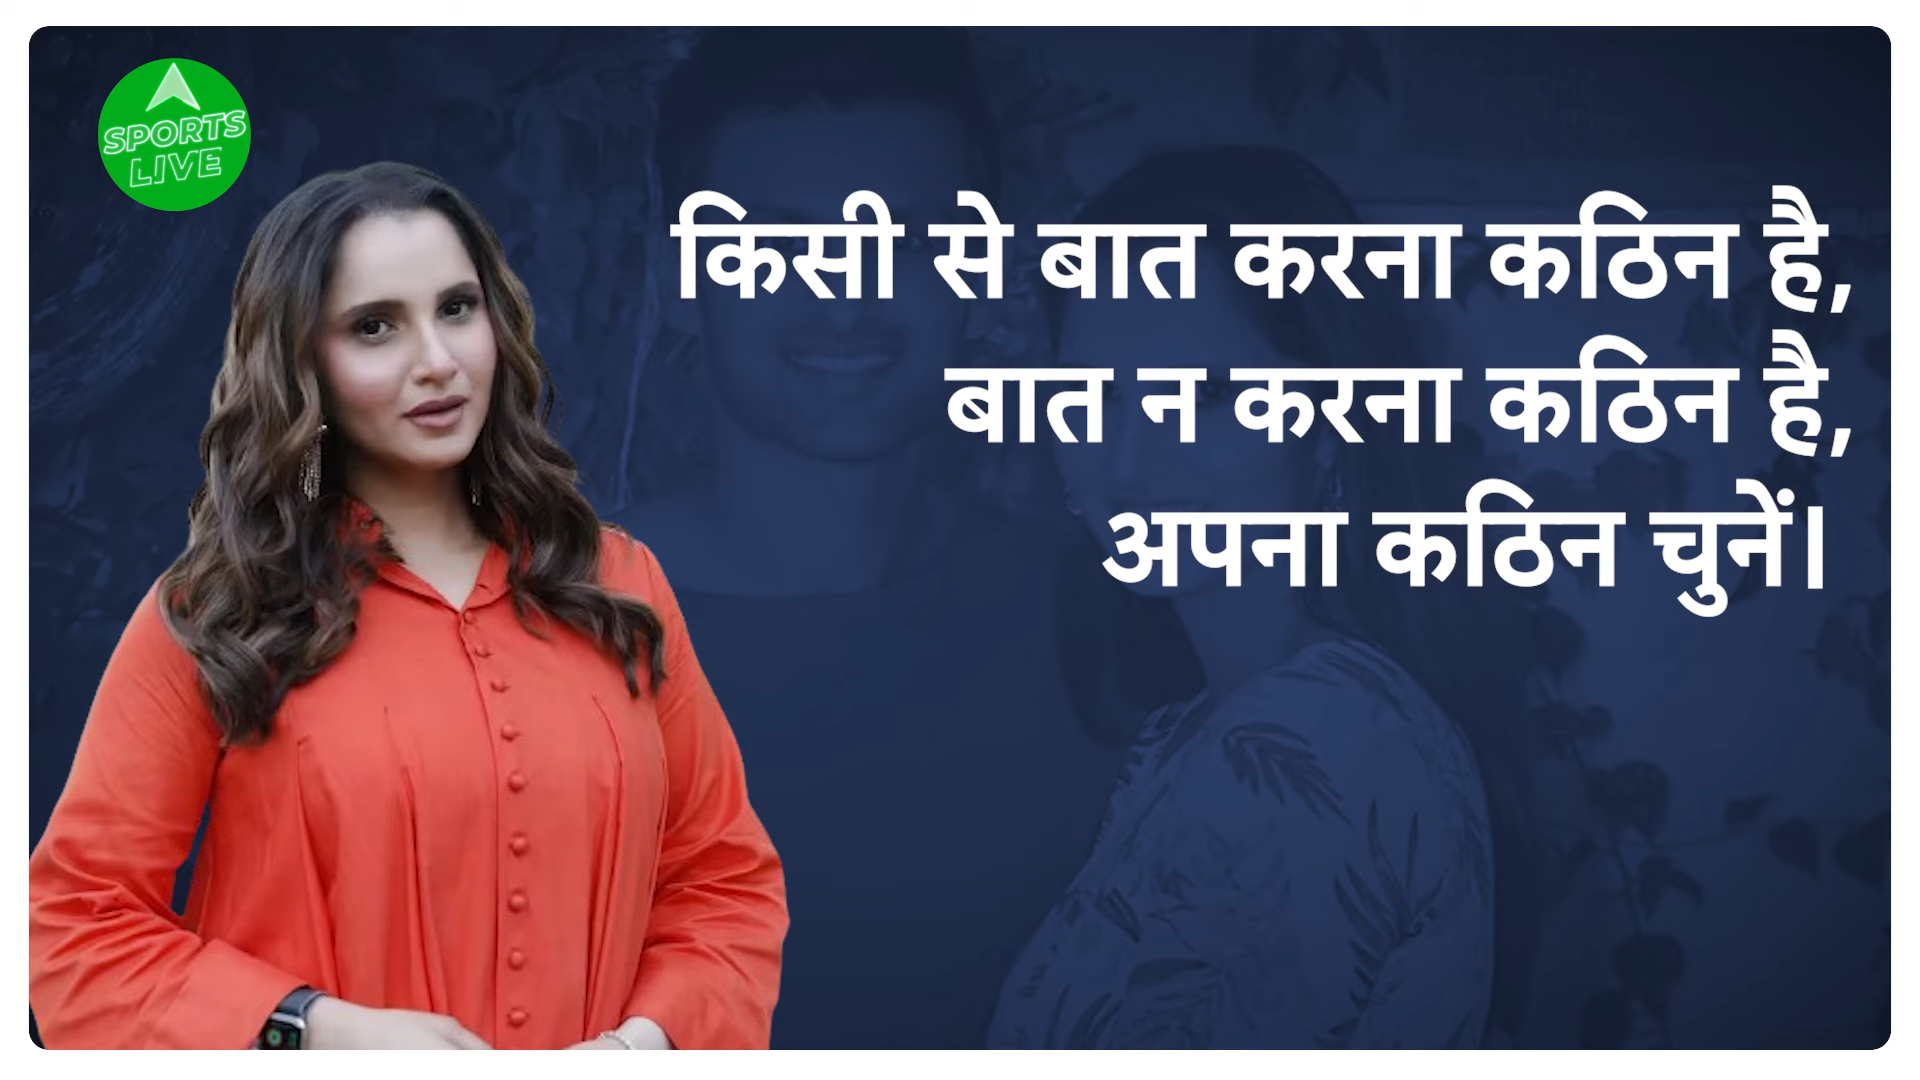 SPORTS
LIVE
किसी से बात करना कठिन है,
बात न करना कठिन है,
अपना कठिन चुनें।